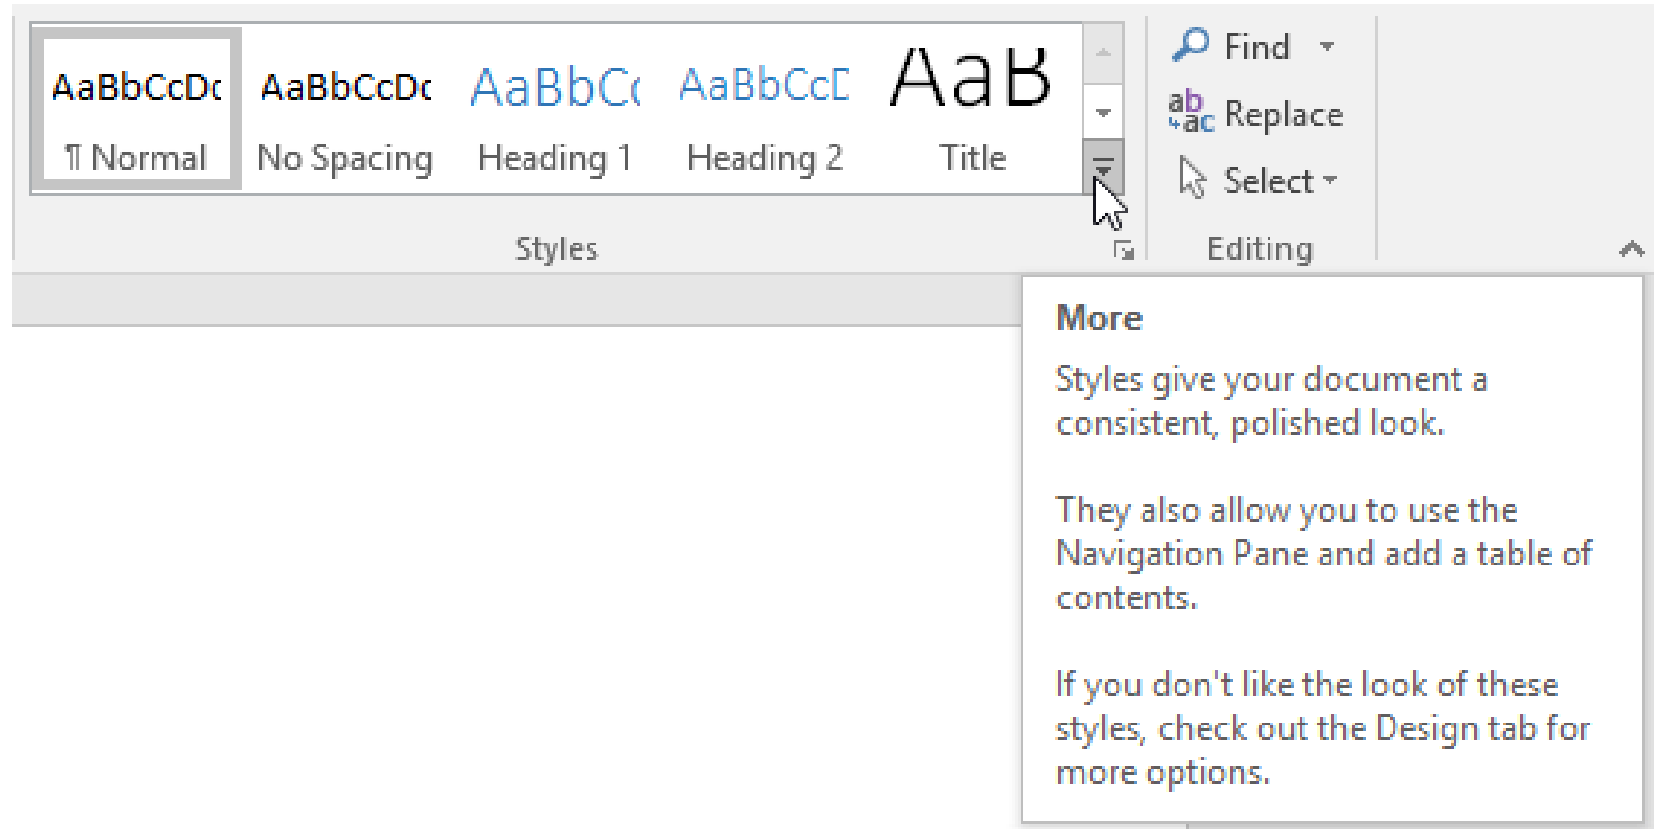 AaBbCcDc AaBbCcDc AaBbCc AaBbCcD AaB
¶ Normal No Spacing Heading 1 Heading 2 Title
Styles
Find
ab
ac Replace
Select
Editing
More
Styles give your document a
consistent, polished look.
They also allow you to use the
Navigation Pane and add a table of
contents.
If you don't like the look of these
styles, check out the Design tab for
more options.